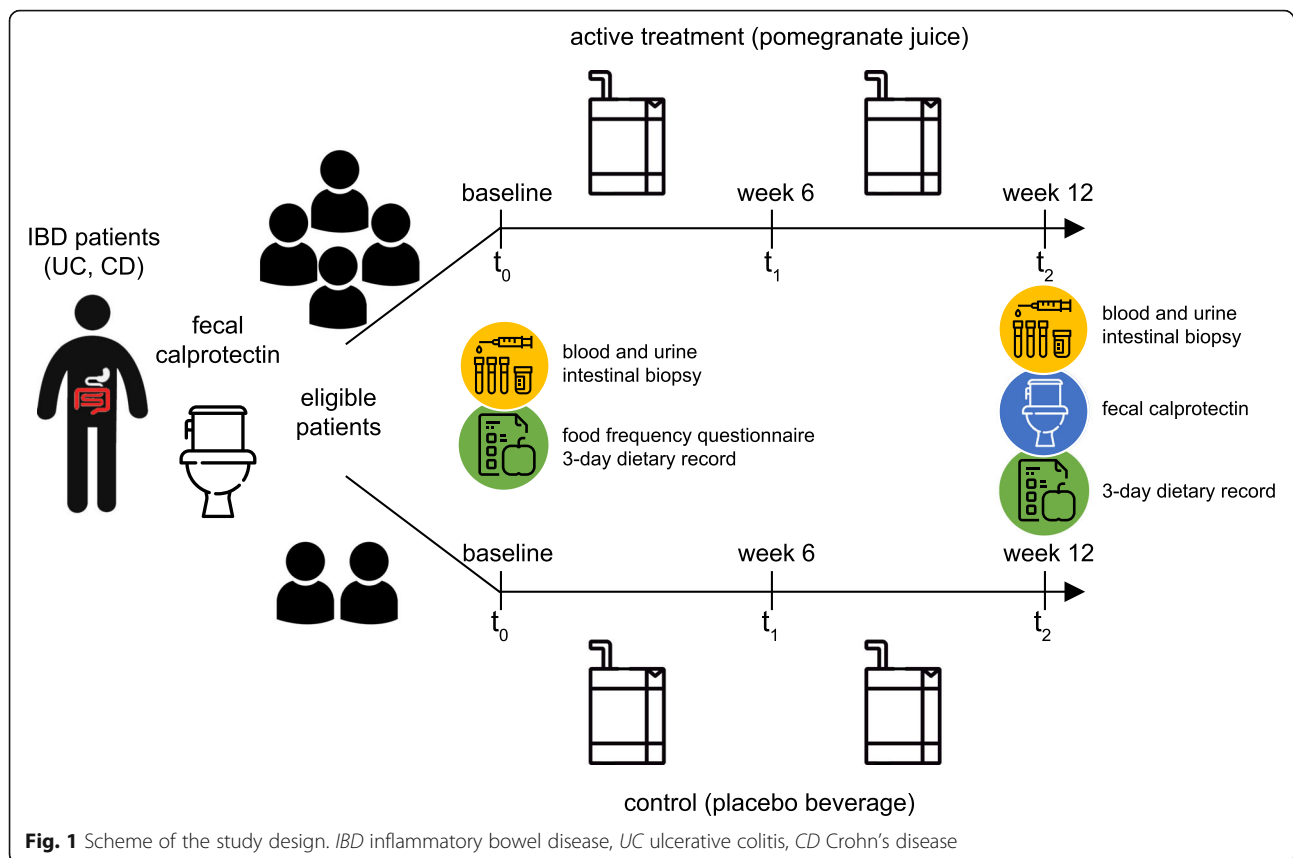 active treatment (pomegranate juice)
baseline
week 6
week 12
t0
t1
t2
IBD patients
(UC, CD)
fecal
calprotectin
eligible
patients
blood and urine
intestinal biopsy
food frequency questionnaire
3-day dietary record
blood and urine
intestinal biopsy
fecal calprotectin
3-day dietary record
baseline
week 6
week 12
t0
t1
t2
control (placebo beverage)
Fig. 1 Scheme of the study design. IBD inflammatory bowel disease, UC ulcerative colitis, CD Crohn’s disease